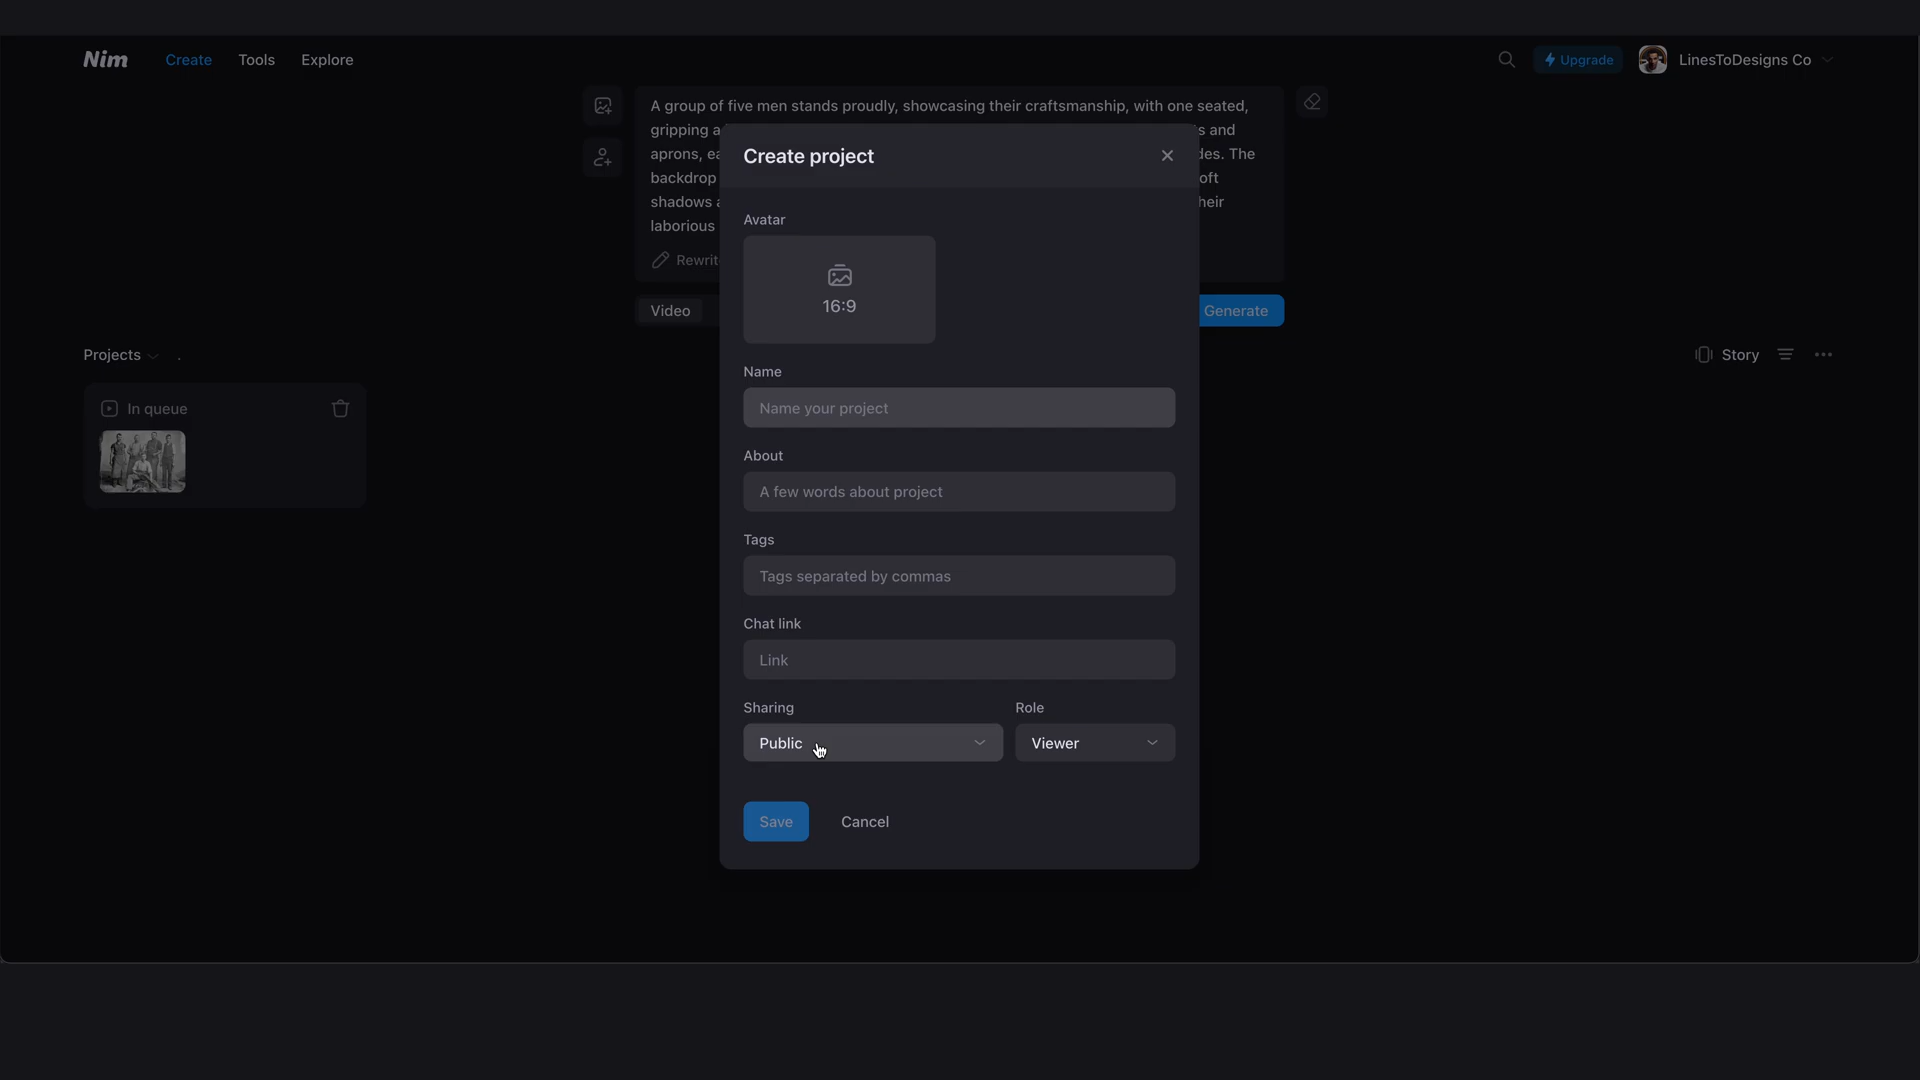 Nim
Create
Tools
Explore
Upgrade
LinesToDesigns Co
A group of five men stands proudly, showcasing their craftsmanship, with one seated,
gripping a
s and
aprons, ea
des. The
backdrop
oft
shadows a
heir
laborious
Rewrit
Video
Generate
Projects
.
Story
In queue
Create project
Avatar
16:9
Name
Name your project
About
A few words about project
Tags
Tags separated by commas
Chat link
Link
Sharing
Role
Public
Viewer
Save
Cancel